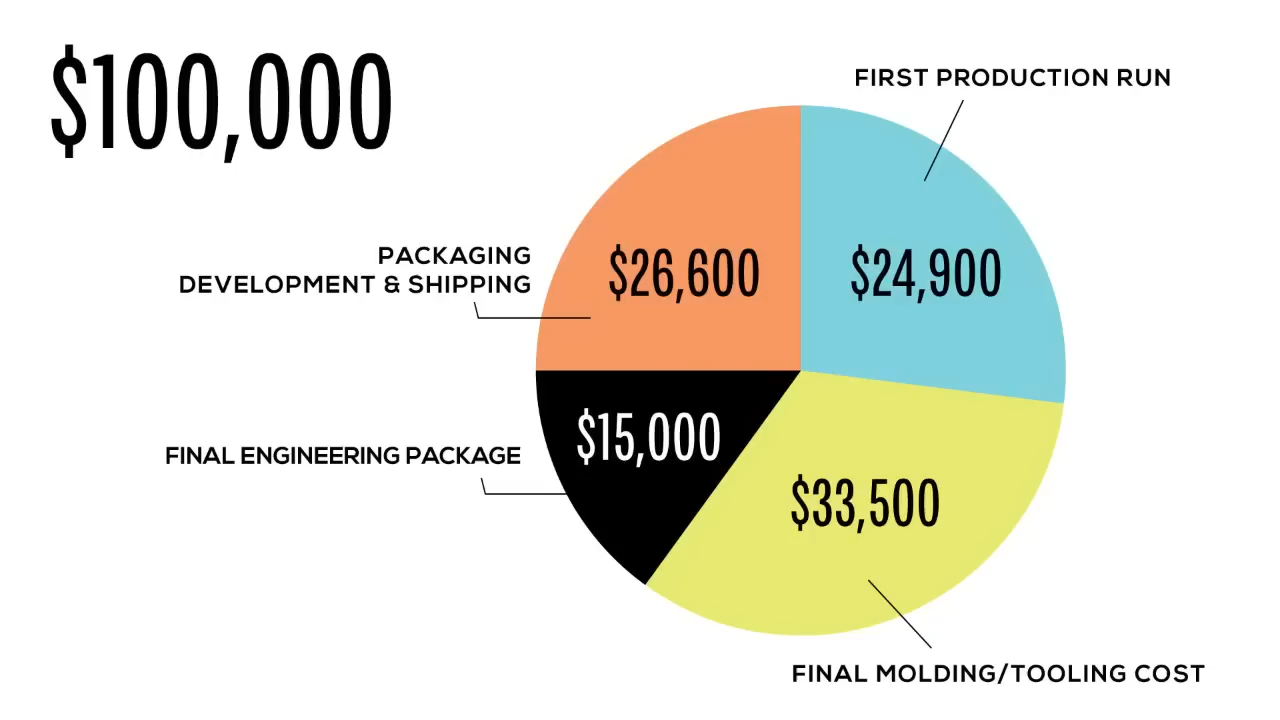 $100,000
FIRST PRODUCTION RUN
PACKAGING
DEVELOPMENT & SHIPPING
$26,600
$24,900
FINAL ENGINEERING PACKAGE
$15,000
$33,500
FINAL MOLDING/TOOLING COST